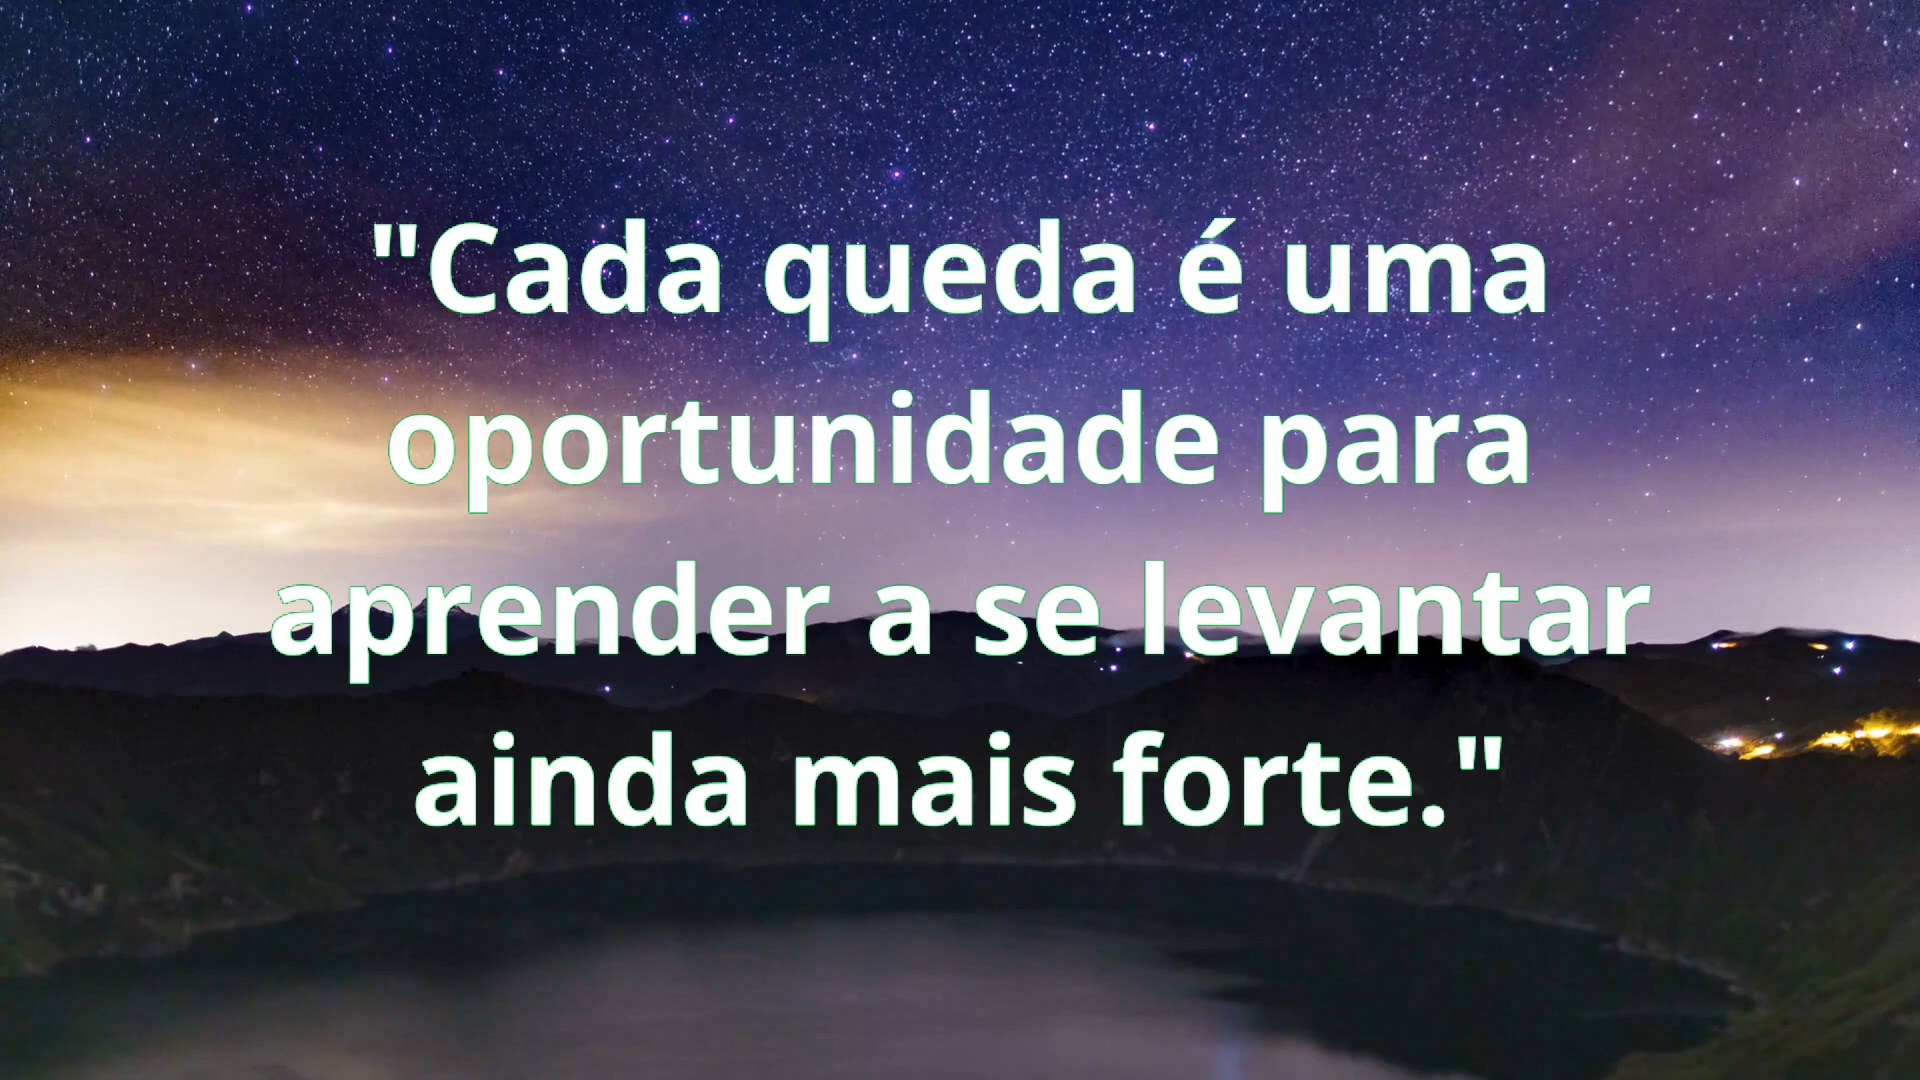 "Cada queda é uma
oportunidade para
aprender a se levantar
ainda mais forte."